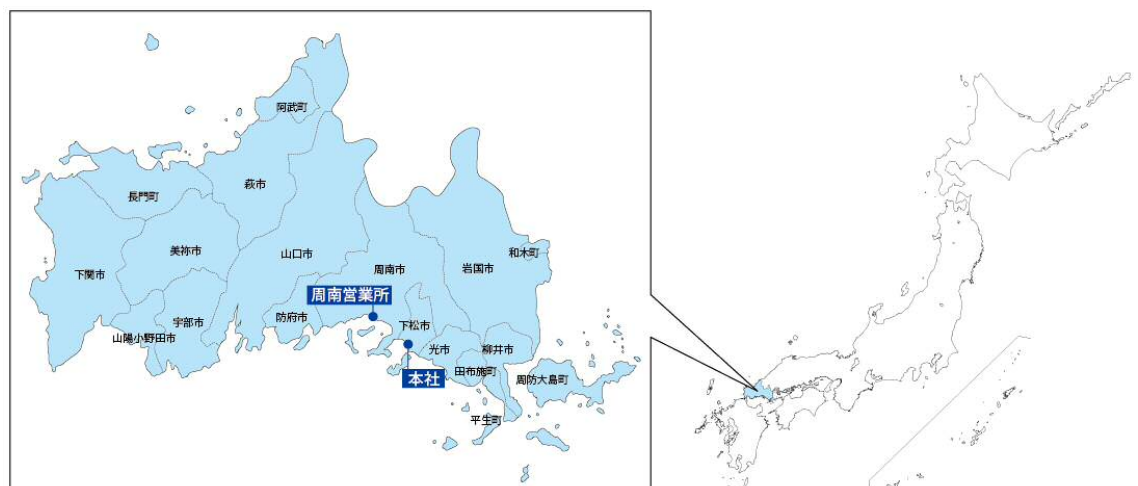 阿武町
萩市
長門町
美祢市
山口市
和木町
下関市
周南市
岩国市
周南営業所
宇部市
防府市
下松市
山陽小野田市
光市
柳井市
田布施町
本社
周防大島町
平生町